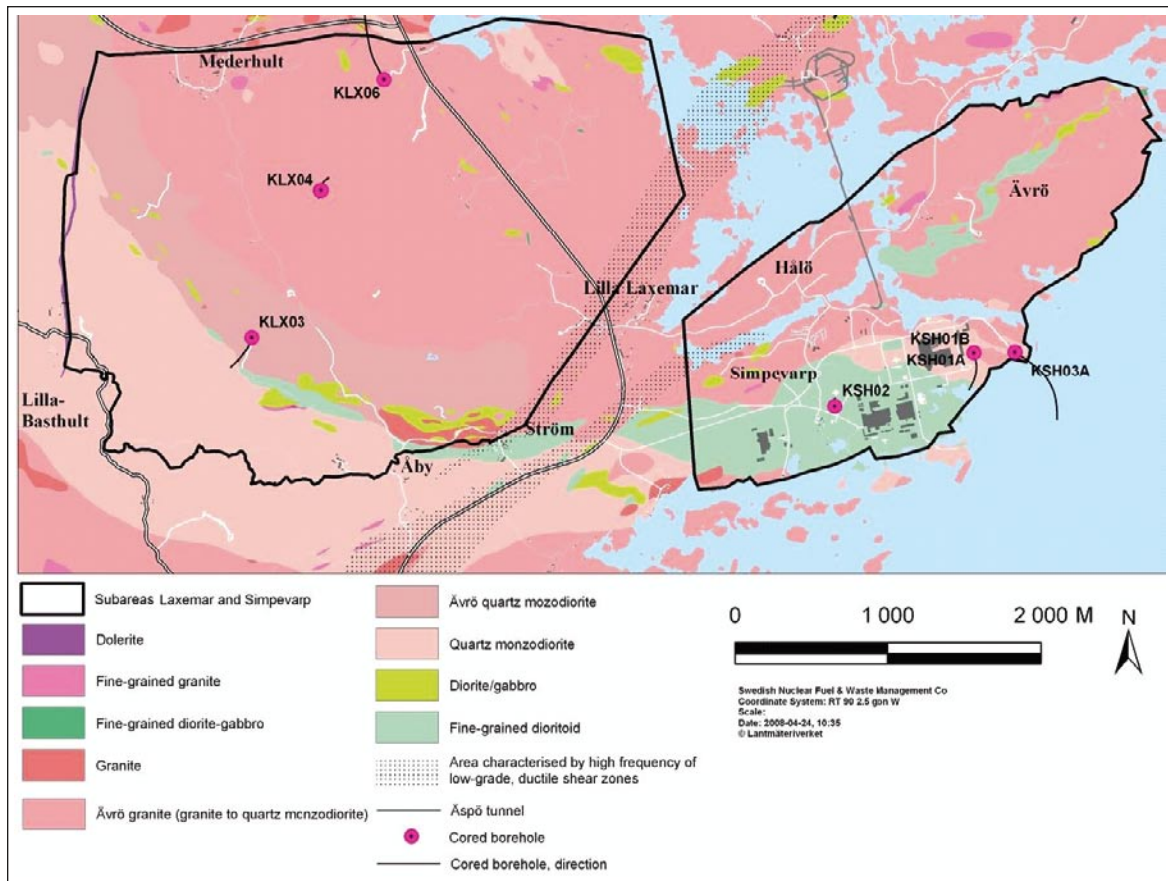 Mederhult
KLX06
KLX04
Ävrö
Hålö
Lilla Laxemar
KLX03
KSH01B
KSH01A
KSH03A
Simpevarp
KSH02
Lilla-
Basthult
Ström
Åby
Subareas Laxemar and Simpevarp
Dolerite
Fine-grained granite
Fine-grained diorite-gabbro
Granite
Ävrö granite (granite to quartz mcnzodiorite)
Ävrö quartz mozodiorite
Quartz monzodiorite
Diorite/gabbro
Fine-grained dioritoid
Area characterised by high frequency of
low-grade, ductile shear zones
Äspö tunnel
Cored borehole
Cored borehole, direction
0 1 000 2 000 M
N
Swedish Nuclear Fuel & Waste Management Co
Coordinate System: RT 90 2.5 gon W
Scale:
Date: 2008-04-24, 10:35
© Lantmäteriverket